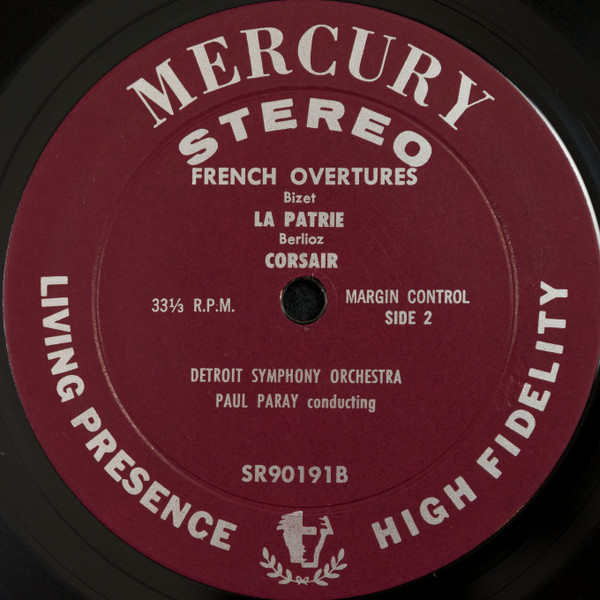 MERCURY
STEREO
FRENCH OVERTURES
Bizet
LA PATRIE
Berlioz
CORSAIR
33⅓ R.P.M.
MARGIN CONTROL
SIDE 2
DETROIT SYMPHONY ORCHESTRA
PAUL PARAY conducting
SR90191B
LIVING PRESENCE
HIGH FIDELITY